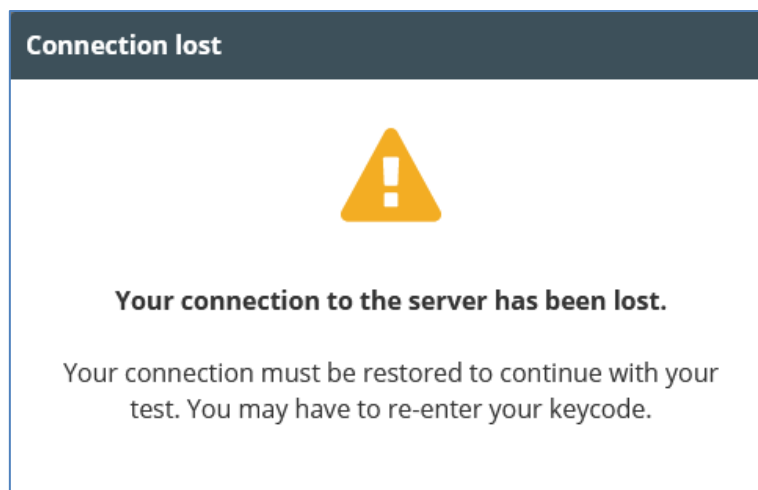 Connection lost
Your connection to the server has been lost.
Your connection must be restored to continue with your
test. You may have to re-enter your keycode.